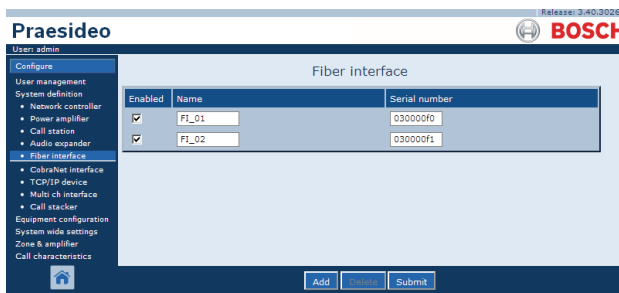 Release: 3.40.3026
Praesideo
BOSCH
User: admin
Configure
User management
System definition
• Network controller
• Power amplifier
• Call station
• Audio expander
• Fiber interface
• CobraNet interface
• TCP/IP device
• Multi ch interface
• Call stacker
Equipment configuration
System wide settings
Zone & amplifier
Call characteristics
Fiber interface
Enabled Name Serial number
FI_01 030000f0
FI_02 030000f1
Add Delete Submit